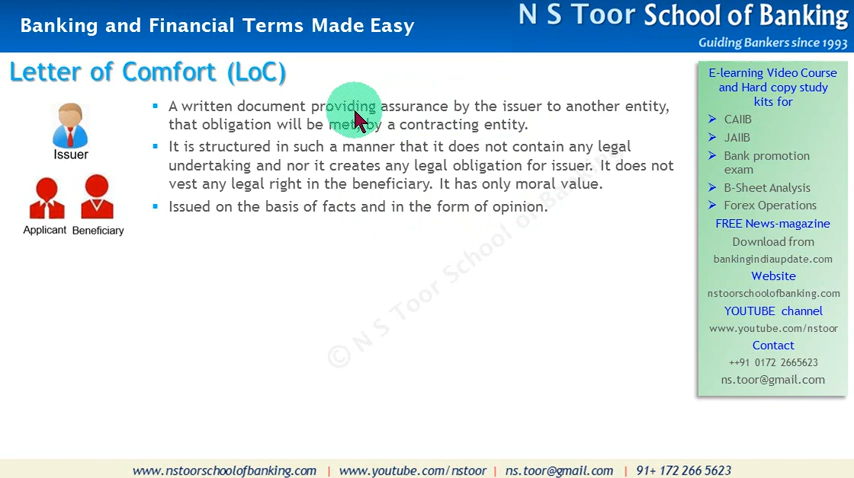 Banking and Financial Terms Made Easy
N S Toor School of Banking
Guiding Bankers since 1993
Letter of Comfort (LoC)
Issuer
Applicant Beneficiary
▪ A written document providing assurance by the issuer to another entity,
that obligation will be met by a contracting entity.
▪ It is structured in such a manner that it does not contain any legal
undertaking and nor it creates any legal obligation for issuer. It does not
vest any legal right in the beneficiary. It has only moral value.
▪ Issued on the basis of facts and in the form of opinion.
© N S Toor School of Banking
E-learning Video Course
and Hard copy study
kits for
➢ CAIIB
➢ JAIIB
➢ Bank promotion
exam
➢ B-Sheet Analysis
➢ Forex Operations
FREE News-magazine
Download from
bankingindiaupdate.com
Website
nstoorschoolofbanking.com
YOUTUBE channel
www.youtube.com/nstoor
Contact
++91 0172 2665623
ns.toor@gmail.com
www.nstoorschoolofbanking.com | www.youtube.com/nstoor | ns.toor@gmail.com | 91+ 172 266 5623